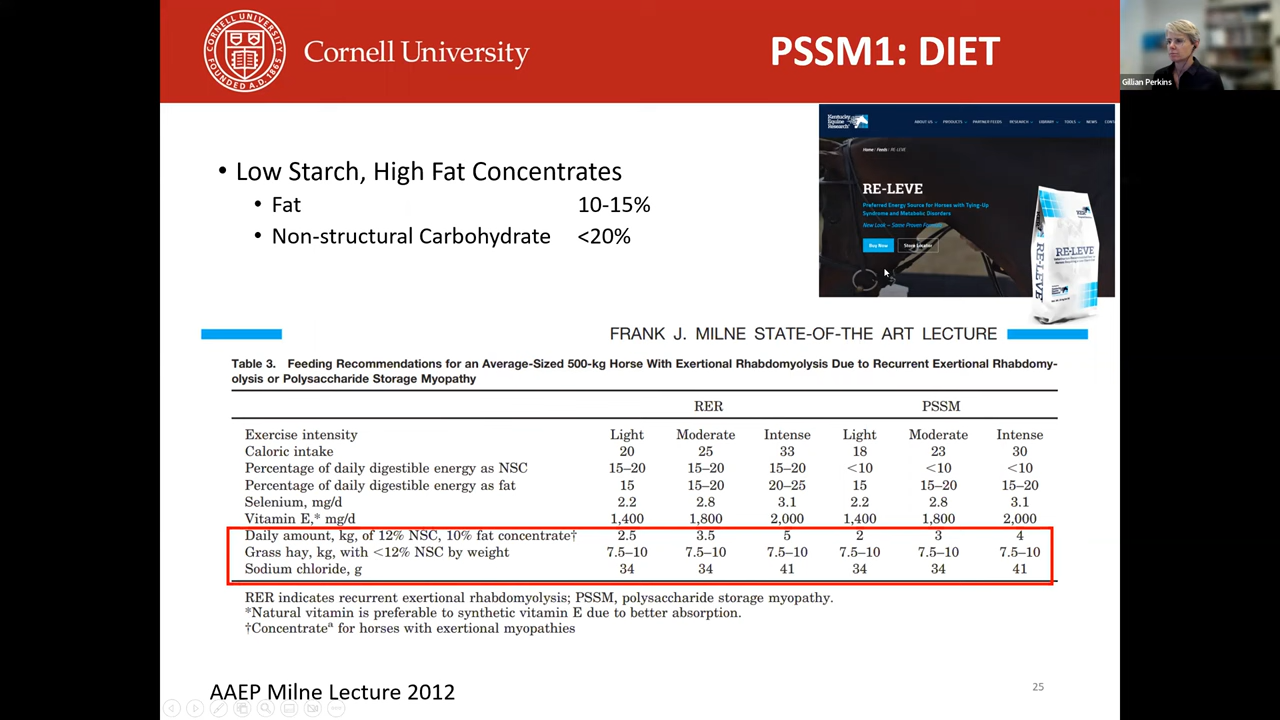 CORNELL UNIVERSITY
FOUNDED A.D. 1865
Cornell University
PSSM1: DIET
Gillian Perkins
Kentucky
Equine
Research
ABOUT US
PRODUCTS
PARTNER FEEDS
RESEARCH
LIBRARY
TOOLS
NEWS
Home › Feeds › RE-LEVE
RE-LEVE
Preferred Energy Source for Horses with Tying-Up
Syndrome and Metabolic Disorders
New Look – Same Proven Formula!
Buy Now
Store Locator
RE-LEVE
RE-LEVE
• Low Starch, High Fat Concentrates
• Fat 10-15%
• Non-structural Carbohydrate <20%
FRANK J. MILNE STATE-OF-THE ART LECTURE
Table 3. Feeding Recommendations for an Average-Sized 500-kg Horse With Exertional Rhabdomyolysis Due to Recurrent Exertional Rhabdomy-
olysis or Polysaccharide Storage Myopathy
RER PSSM
Exercise intensity Light Moderate Intense Light Moderate Intense
Caloric intake 20 25 33 18 23 30
Percentage of daily digestible energy as NSC 15–20 15–20 15–20 <10 <10 <10
Percentage of daily digestible energy as fat 15 15–20 20–25 15 15–20 15–20
Selenium, mg/d 2.2 2.8 3.1 2.2 2.8 3.1
Vitamin E,* mg/d 1,400 1,800 2,000 1,400 1,800 2,000
Daily amount, kg, of 12% NSC, 10% fat concentrate† 2.5 3.5 5 2 3 4
Grass hay, kg, with <12% NSC by weight 7.5–10 7.5–10 7.5–10 7.5–10 7.5–10 7.5–10
Sodium chloride, g 34 34 41 34 34 41
RER indicates recurrent exertional rhabdomyolysis; PSSM, polysaccharide storage myopathy.
*Natural vitamin is preferable to synthetic vitamin E due to better absorption.
†Concentrateᵃ for horses with exertional myopathies
AAEP Milne Lecture 2012
25